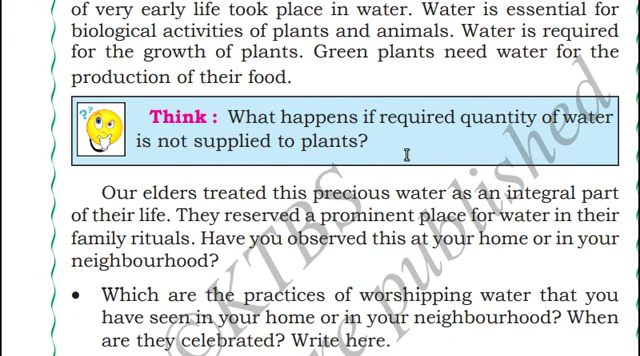 of very early life took place in water. Water is essential for
biological activities of plants and animals. Water is required
for the growth of plants. Green plants need water for the
production of their food.
??
Think : What happens if required quantity of water
is not supplied to plants?
Our elders treated this precious water as an integral part
of their life. They reserved a prominent place for water in their
family rituals. Have you observed this at your home or in your
neighbourhood?
• Which are the practices of worshipping water that you
have seen in your home or in your neighbourhood? When
are they celebrated? Write here.
©KTBS
re published